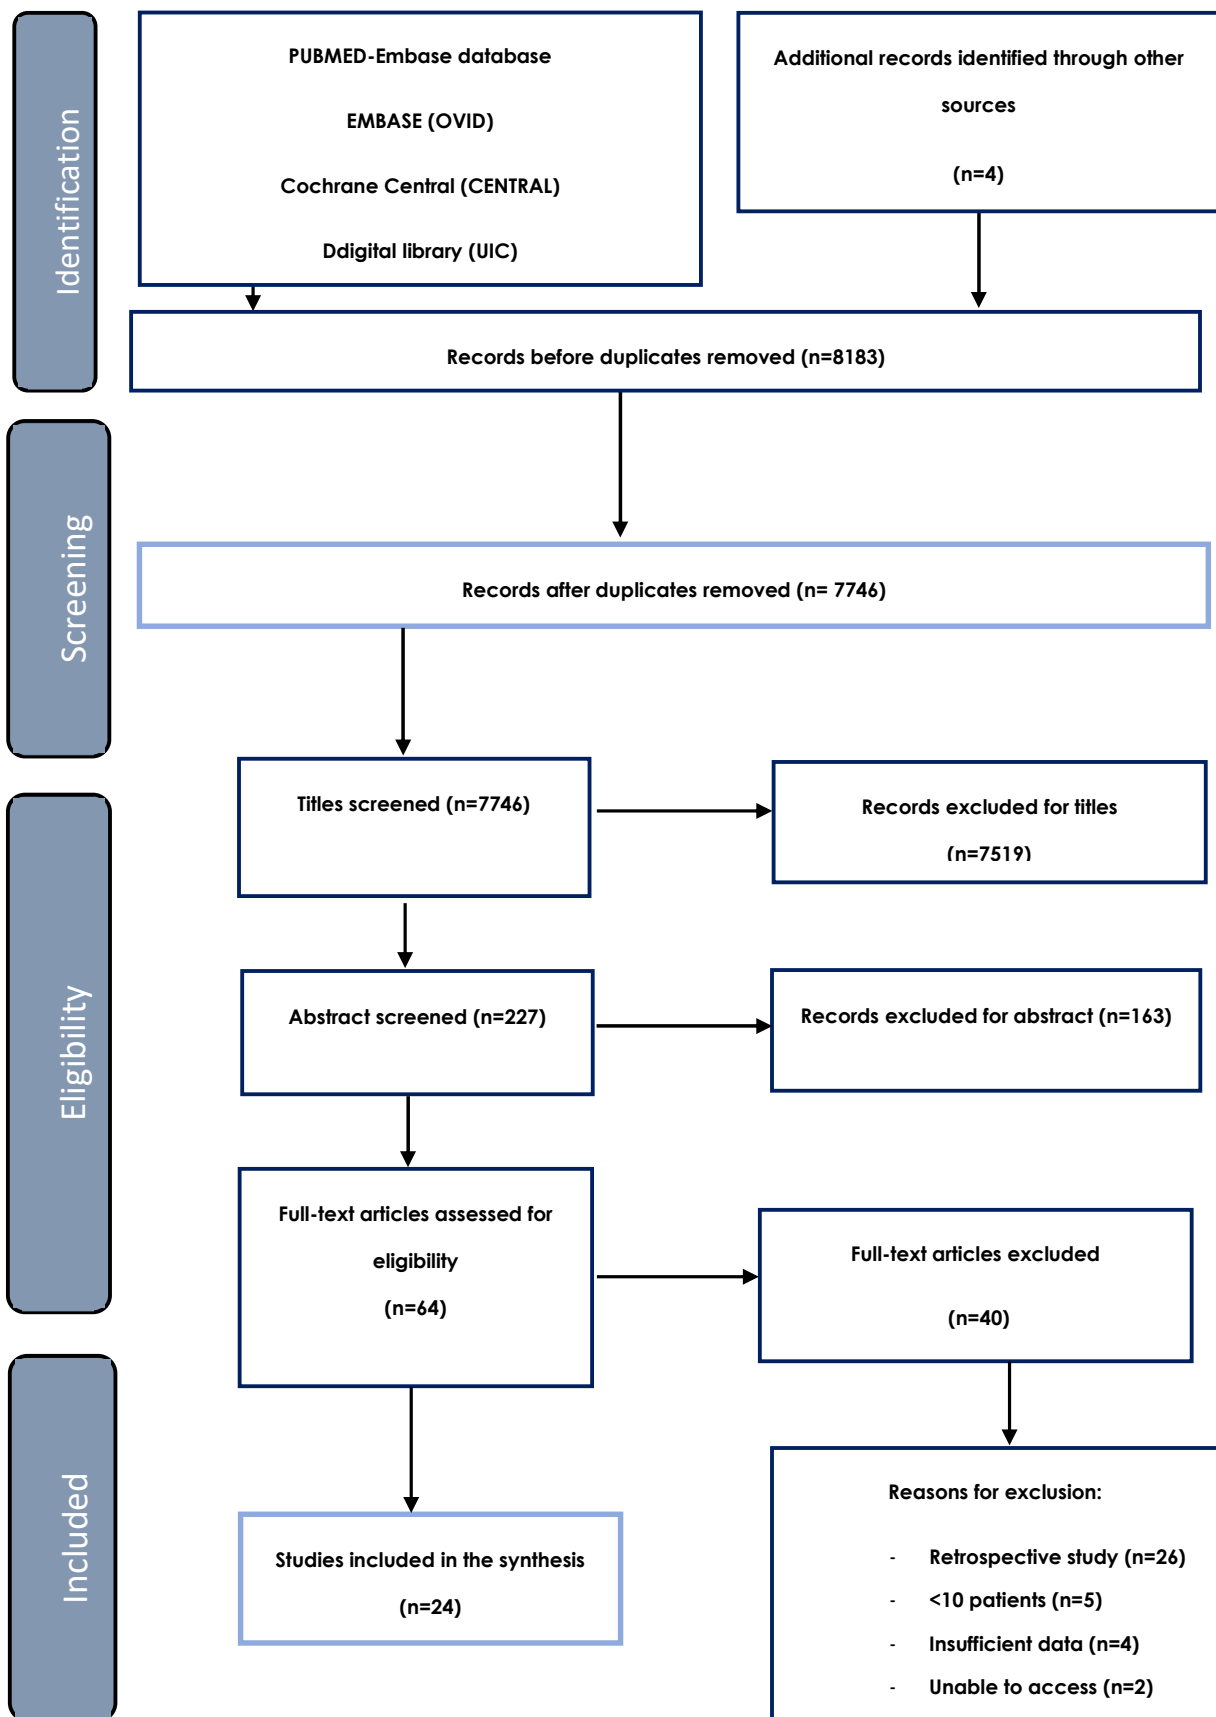 Identification
PUBMED-Embase database
EMBASE (OVID)
Cochrane Central (CENTRAL)
Ddigital library (UIC)
Additional records identified through other
sources
(n=4)
Records before duplicates removed (n=8183)
Screening
Records after duplicates removed (n= 7746)
Eligibility
Titles screened (n=7746)
Records excluded for titles
(n=7519)
Abstract screened (n=227)
Records excluded for abstract (n=163)
Full-text articles assessed for
eligibility
(n=64)
Full-text articles excluded
(n=40)
Included
Studies included in the synthesis
(n=24)
Reasons for exclusion:
- Retrospective study (n=26)
- <10 patients (n=5)
- Insufficient data (n=4)
- Unable to access (n=2)